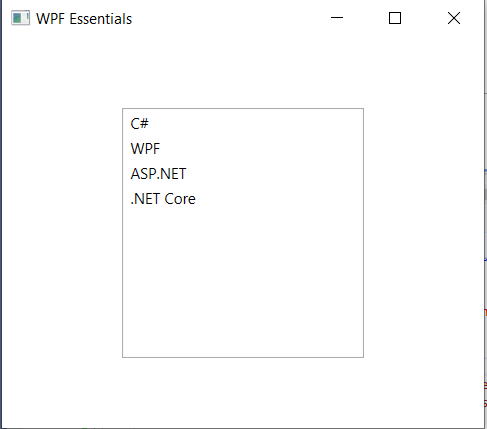 WPF Essentials
C#
WPF
ASP.NET
.NET Core